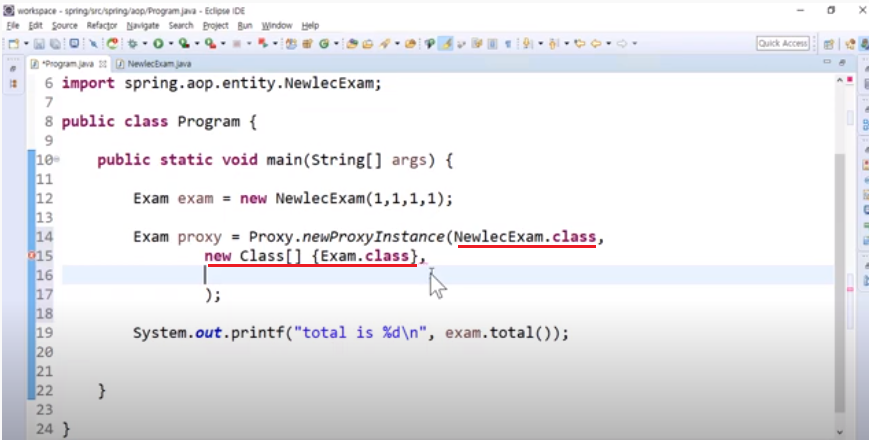 workspace - spring/src/spring/aop/Program.java - Eclipse IDE
File Edit Source Refactor Navigate Search Project Run Window Help
Quick Access
*Program.java NewlecExam.java
6 import spring.aop.entity.NewlecExam;
7
8 public class Program {
9
10 public static void main(String[] args) {
11
12 Exam exam = new NewlecExam(1,1,1,1);
13
14 Exam proxy = Proxy.newProxyInstance(NewlecExam.class,
15 new Class[] {Exam.class},
16
17 );
18
19 System.out.printf("total is %d\n", exam.total());
20
21
22 }
23
24 }